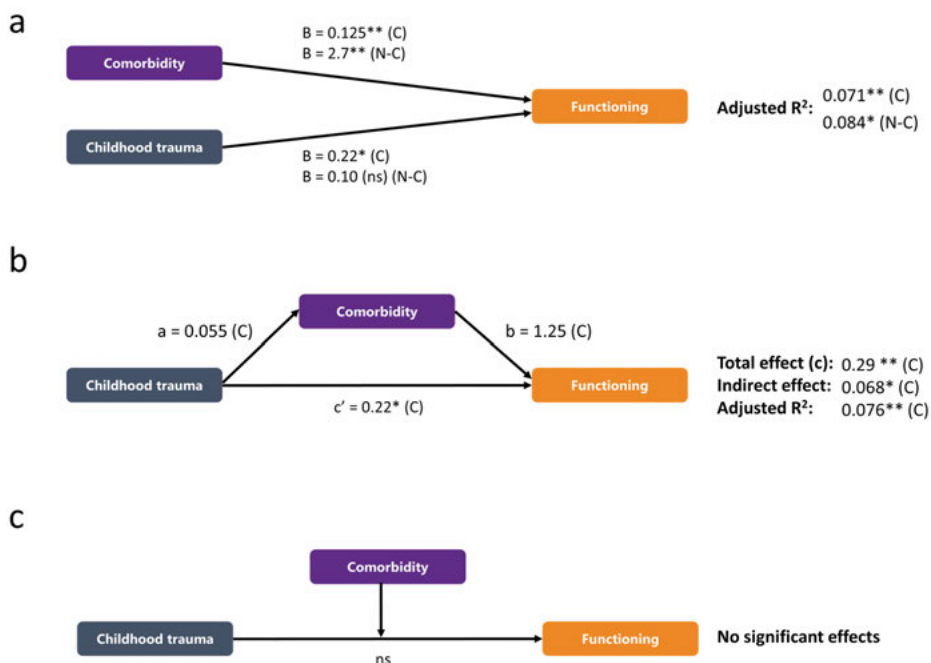 a
B = 0.125** (C)
B = 2.7** (N-C)
Comorbidity
Childhood trauma
Functioning
B = 0.22* (C)
B = 0.10 (ns) (N-C)
Adjusted R²: 0.071** (C)
0.084* (N-C)
b
Comorbidity
a = 0.055 (C)
b = 1.25 (C)
Childhood trauma
Functioning
c' = 0.22* (C)
Total effect (c): 0.29 ** (C)
Indirect effect: 0.068* (C)
Adjusted R²: 0.076** (C)
c
Comorbidity
Childhood trauma
Functioning
ns
No significant effects